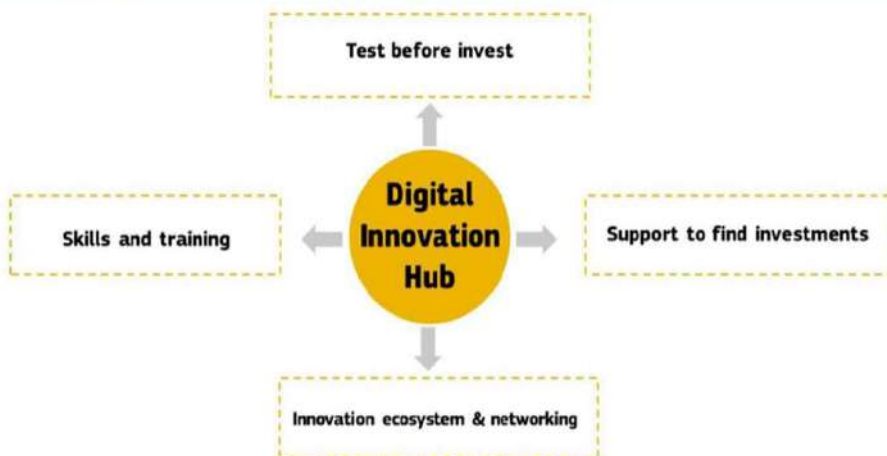 Test before invest
Skills and training
Digital
Innovation
Hub
Support to find investments
Innovation ecosystem & networking